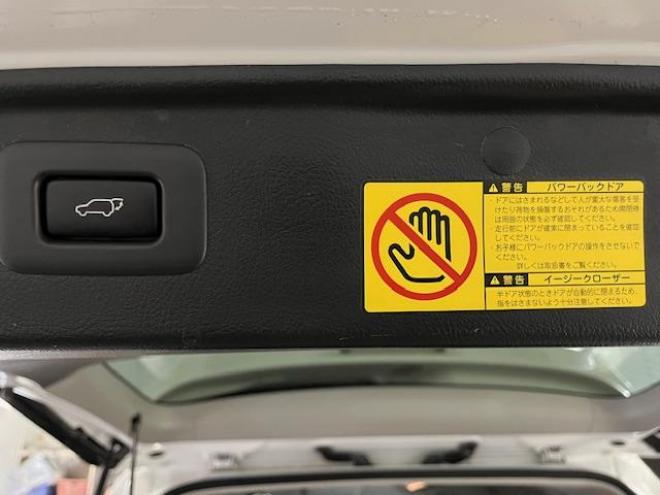 ⚠警告 パワーバックドア
・ドアにはさまれるなどして人が重大な傷害を受
けたり荷物を損傷するおそれがあるため開閉時
は周囲の状態を必ず確認してください。
・走行前にドアが確実に閉まっていることを確認
してください。
・お子様にパワーバックドアの操作をさせないで
ください。
詳しくは取扱書をご覧ください。
⚠警告 イージークローザー
半ドア状態のときドアが自動的に閉まるため、
指をはさまないよう十分注意してください。